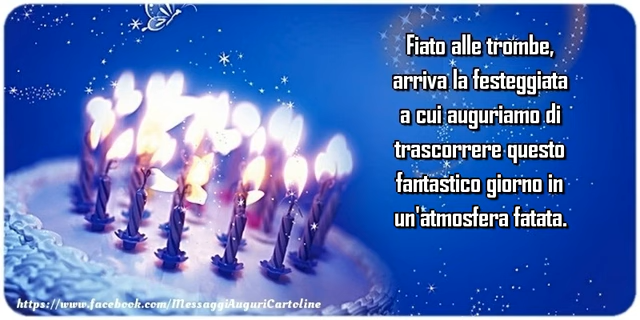 Fiato alle trombe,
arriva la festeggiata
a cui auguriamo di
trascorrere questo
fantastico giorno in
un'atmosfera fatata.
https://www.facebook.com/MessaggiAuguriCartoline